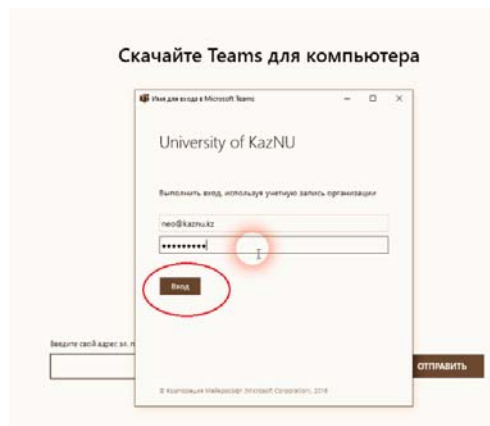 Скачайте Teams для компьютера
Имя для входа в Microsoft Teams
University of KazNU
Выполнить вход, используя учетную запись организации
neo@kaznu.kz
•••••••••
Вход
Введите свой адрес эл. п
ОТПРАВИТЬ
© Корпорация Майкрософт (Microsoft Corporation), 2016